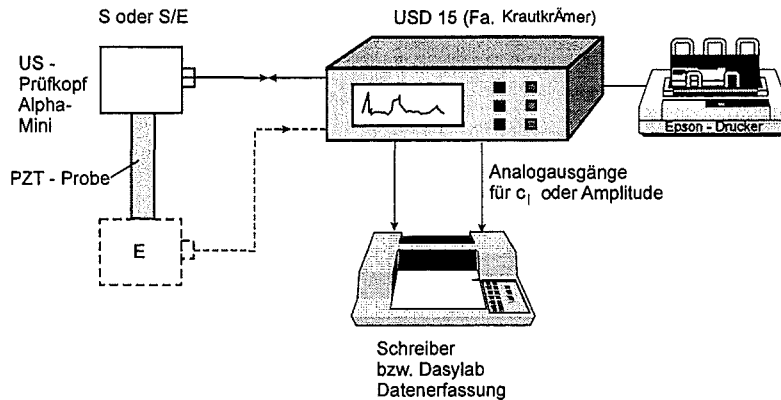 S oder S/E
USD 15 (Fa. KrautkrÄmer)
US -
Prüfkopf
Alpha-
Mini
PZT - Probe
E
Epson - Drucker
Analogausgänge
für cl oder Amplitude
Schreiber
bzw. Dasylab
Datenerfassung